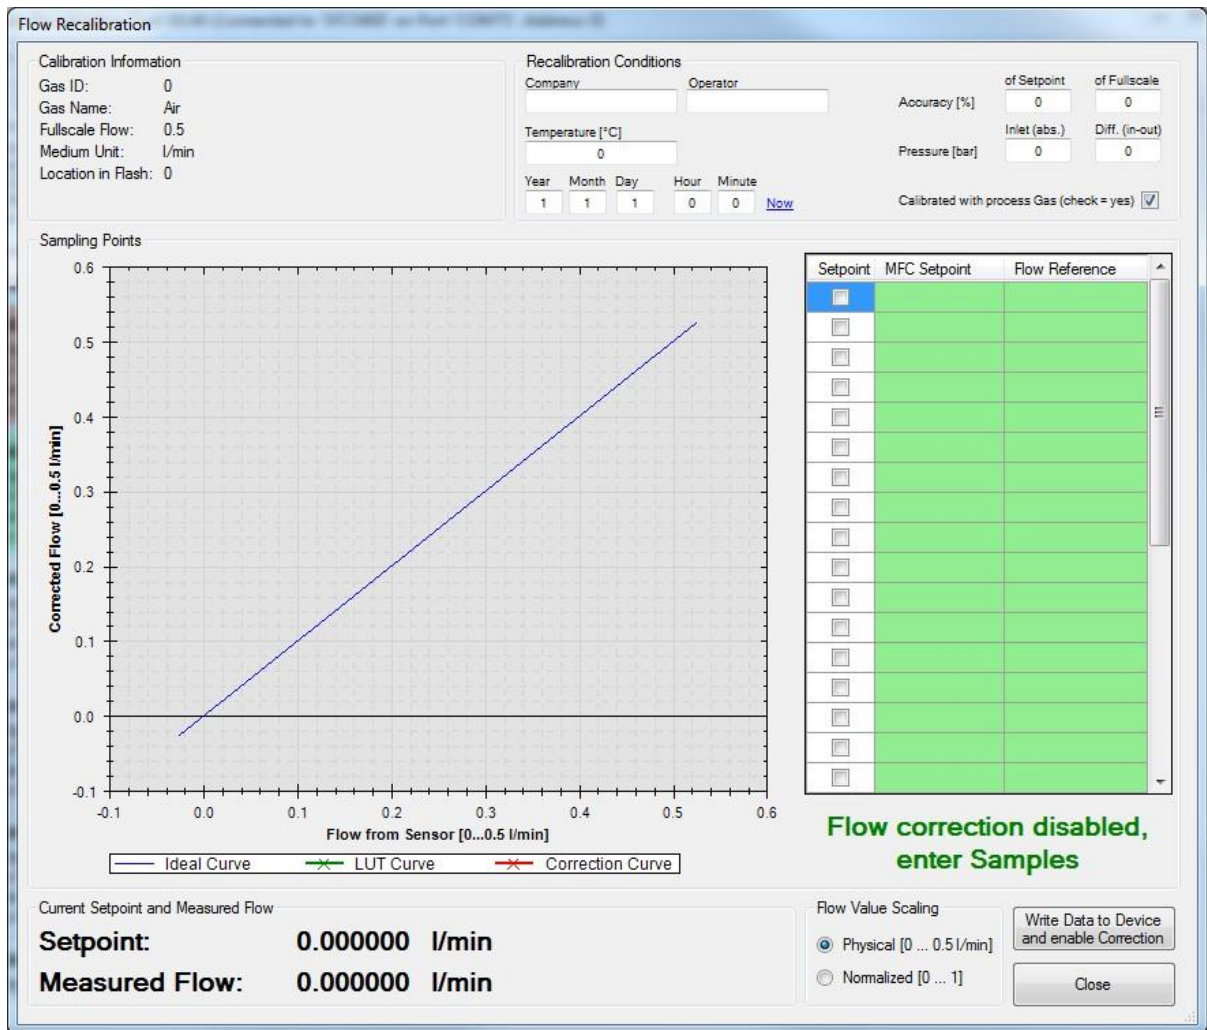 Flow Recalibration
Calibration Information
Gas ID: 0
Gas Name: Air
Fullscale Flow: 0.5
Medium Unit: l/min
Location in Flash: 0
Recalibration Conditions
Company Operator
of Setpoint of Fullscale
Accuracy [%] 0 0
Temperature [°C]
0
Inlet (abs.) Diff. (in-out)
Pressure [bar] 0 0
Year Month Day Hour Minute
1 1 1 0 0 Now
Calibrated with process Gas (check = yes)
Sampling Points
0.6
0.5
0.4
0.3
0.2
0.1
0.0
-0.1
Corrected Flow [0...0.5 l/min]
-0.1 0.0 0.1 0.2 0.3 0.4 0.5 0.6
Flow from Sensor [0...0.5 l/min]
Ideal Curve LUT Curve Correction Curve
Setpoint MFC Setpoint Flow Reference
Flow correction disabled,
enter Samples
Current Setpoint and Measured Flow
Setpoint: 0.000000 l/min
Measured Flow: 0.000000 l/min
Flow Value Scaling
Physical [0 ... 0.5 l/min]
Normalized [0 ... 1]
Write Data to Device
and enable Correction
Close